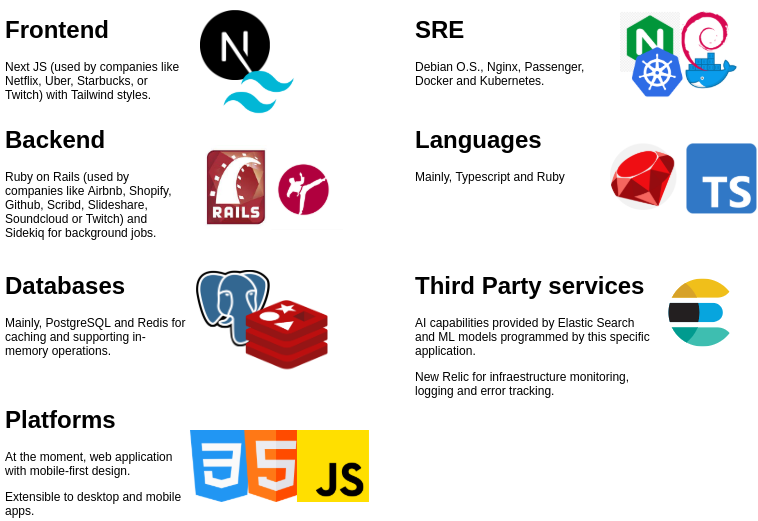 Frontend
Next JS (used by companies like
Netflix, Uber, Starbucks, or
Twitch) with Tailwind styles.
N
SRE
Debian O.S., Nginx, Passenger,
Docker and Kubernetes.
N
Backend
Ruby on Rails (used by
companies like Airbnb, Shopify,
Github, Scribd, Slideshare,
Soundcloud or Twitch) and
Sidekiq for background jobs.
RAILS
Languages
Mainly, Typescript and Ruby
TS
Databases
Mainly, PostgreSQL and Redis for
caching and supporting in-
memory operations.
Third Party services
AI capabilities provided by Elastic Search
and ML models programmed by this specific
application.
New Relic for infraestructure monitoring,
logging and error tracking.
Platforms
At the moment, web application
with mobile-first design.
Extensible to desktop and mobile
apps.
3 5 JS